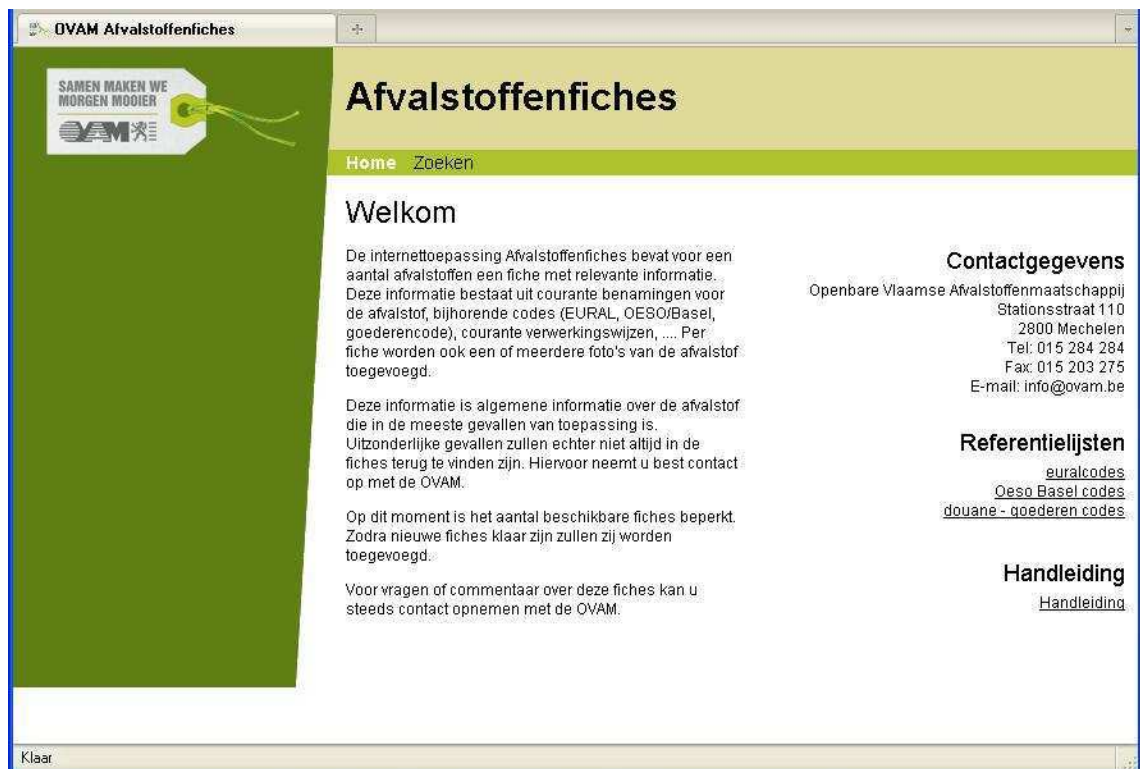 OVAM Afvalstoffenfiches
SAMEN MAKEN WE
MORGEN MOOIER
OVAM
Afvalstoffenfiches
Home Zoeken
Welkom
De internettoepassing Afvalstoffenfiches bevat voor een
aantal afvalstoffen een fiche met relevante informatie.
Deze informatie bestaat uit courante benamingen voor
de afvalstof, bijhorende codes (EURAL, OESO/Basel,
goederencode), courante verwerkingswijzen, .... Per
fiche worden ook een of meerdere foto's van de afvalstof
toegevoegd.
Deze informatie is algemene informatie over de afvalstof
die in de meeste gevallen van toepassing is.
Uitzonderlijke gevallen zullen echter niet altijd in de
fiches terug te vinden zijn. Hiervoor neemt u best contact
op met de OVAM.
Op dit moment is het aantal beschikbare fiches beperkt.
Zodra nieuwe fiches klaar zijn zullen zij worden
toegevoegd.
Voor vragen of commentaar over deze fiches kan u
steeds contact opnemen met de OVAM.
Contactgegevens
Openbare Vlaamse Afvalstoffenmaatschappij
Stationsstraat 110
2800 Mechelen
Tel: 015 284 284
Fax: 015 203 275
E-mail: info@ovam.be
Referentielijsten
euralcodes
Oeso Basel codes
douane - goederen codes
Handleiding
Handleiding
Klaar